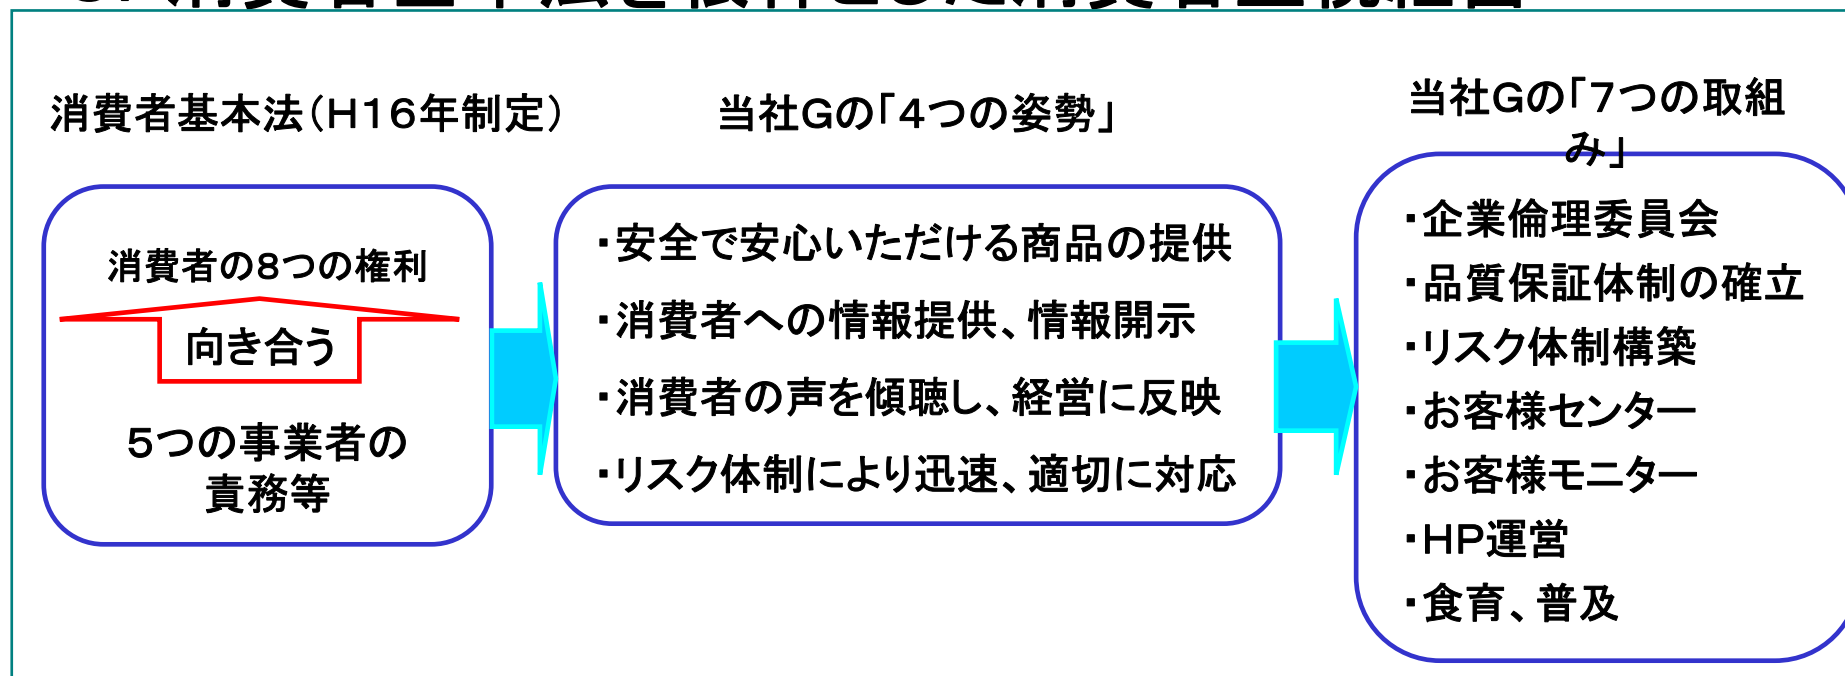 消費者基本法（H16年制定）
消費者の8つの権利
向き合う
5つの事業者の
責務等
当社Gの「4つの姿勢」
・安全で安心いただける商品の提供
・消費者への情報提供、情報開示
・消費者の声を傾聴し、経営に反映
・リスク体制により迅速、適切に対応
当社Gの「7つの取組
み」
・企業倫理委員会
・品質保証体制の確立
・リスク体制構築
・お客様センター
・お客様モニター
・HP運営
・食育、普及